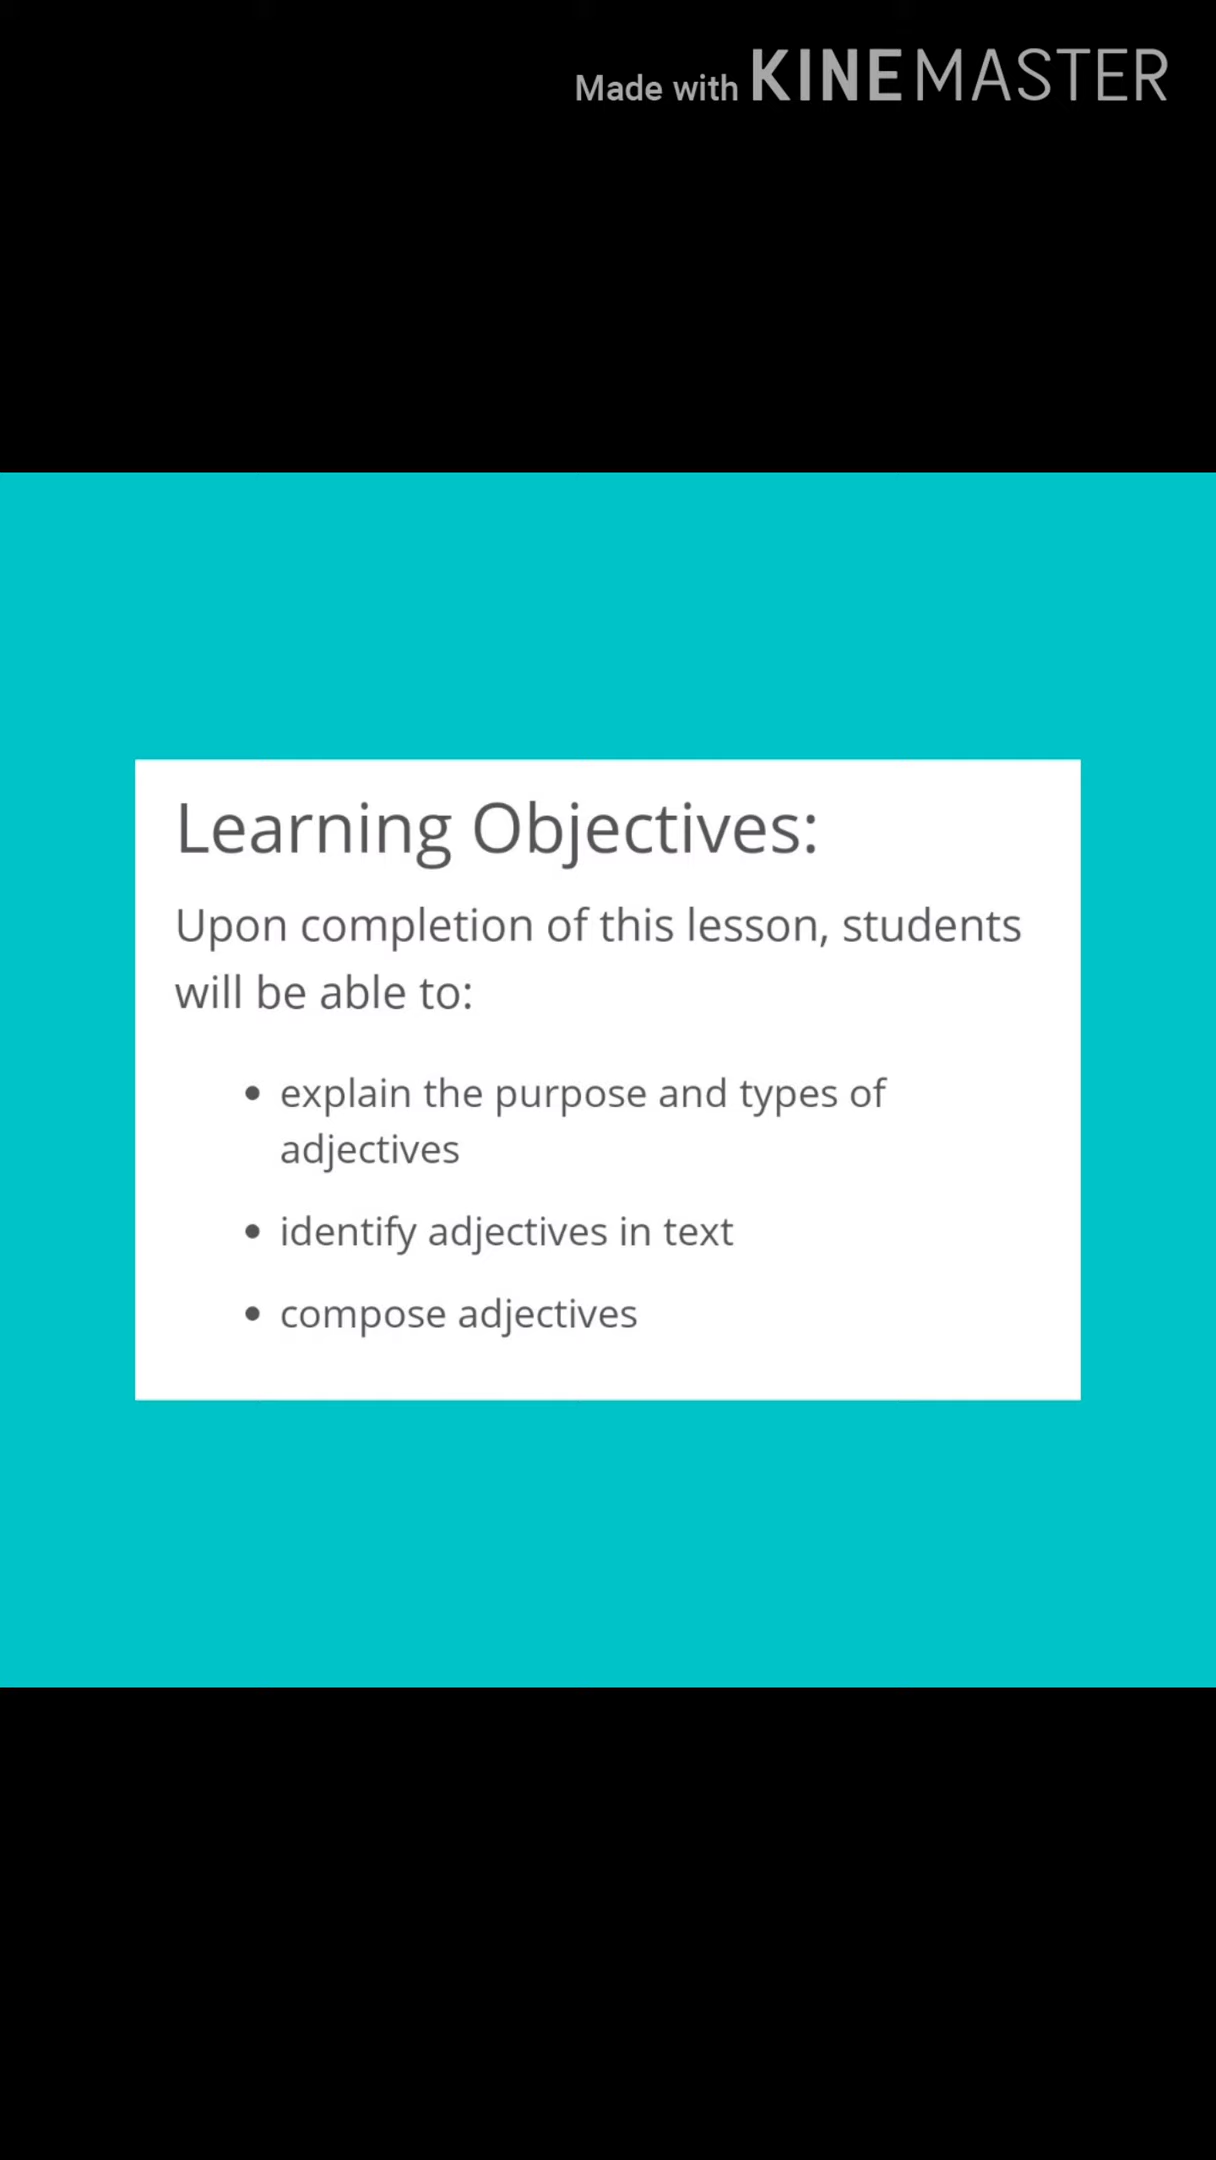 Made with KINEMASTER
Learning Objectives:
Upon completion of this lesson, students
will be able to:
• explain the purpose and types of
adjectives
• identify adjectives in text
• compose adjectives